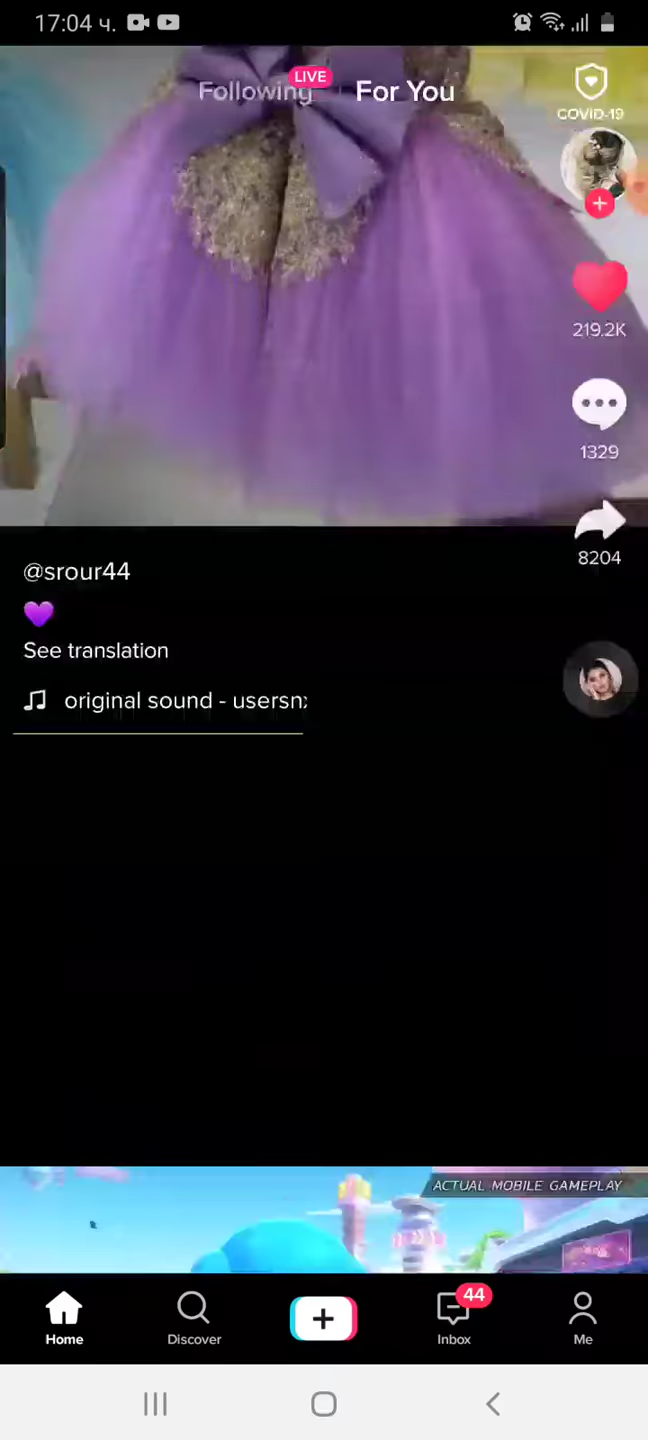 17:04 ч.
Following
LIVE
For You
COVID-19
219.2K
1329
8204
@srour44
💜
See translation
original sound - usersn
ACTUAL MOBILE GAMEPLAY
Home
Discover
44
Inbox
Me